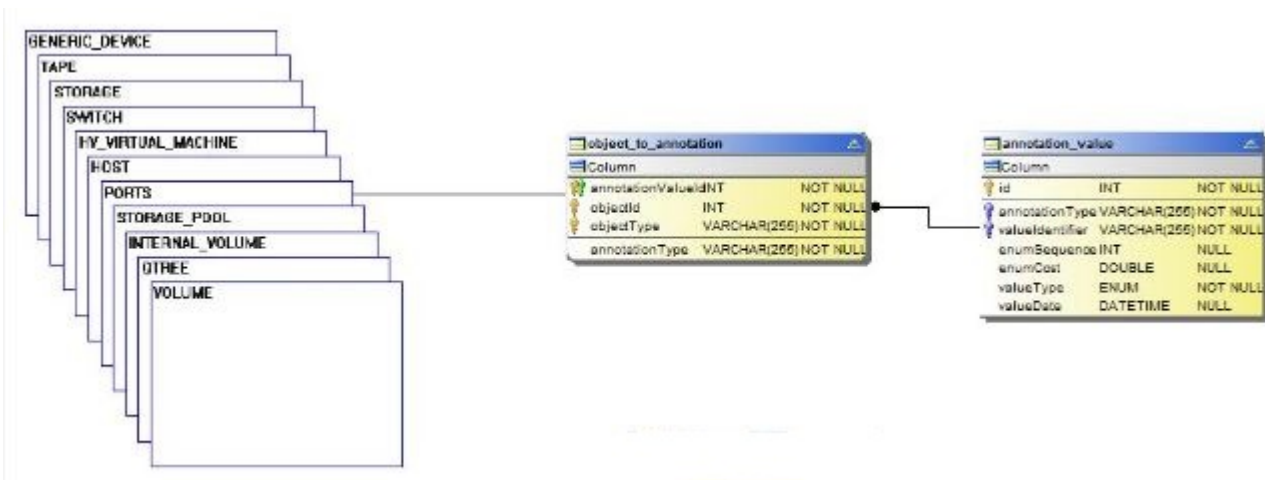 GENERIC_DEVICE
TAPE
STORAGE
SWITCH
HV_VIRTUAL_MACHINE
HOST
PORTS
STORAGE_POOL
INTERNAL_VOLUME
QTREE
VOLUME
object_to_annotation
Column
annotationValueId INT NOT NULL
objectId INT NOT NULL
objectType VARCHAR(255) NOT NULL
annotationType VARCHAR(255) NOT NULL
annotation_value
Column
id INT NOT NULL
annotationType VARCHAR(255) NOT NULL
valueIdentifier VARCHAR(255) NOT NULL
enumSequence INT NULL
enumCost DOUBLE NULL
valueType ENUM NOT NULL
valueDate DATETIME NULL